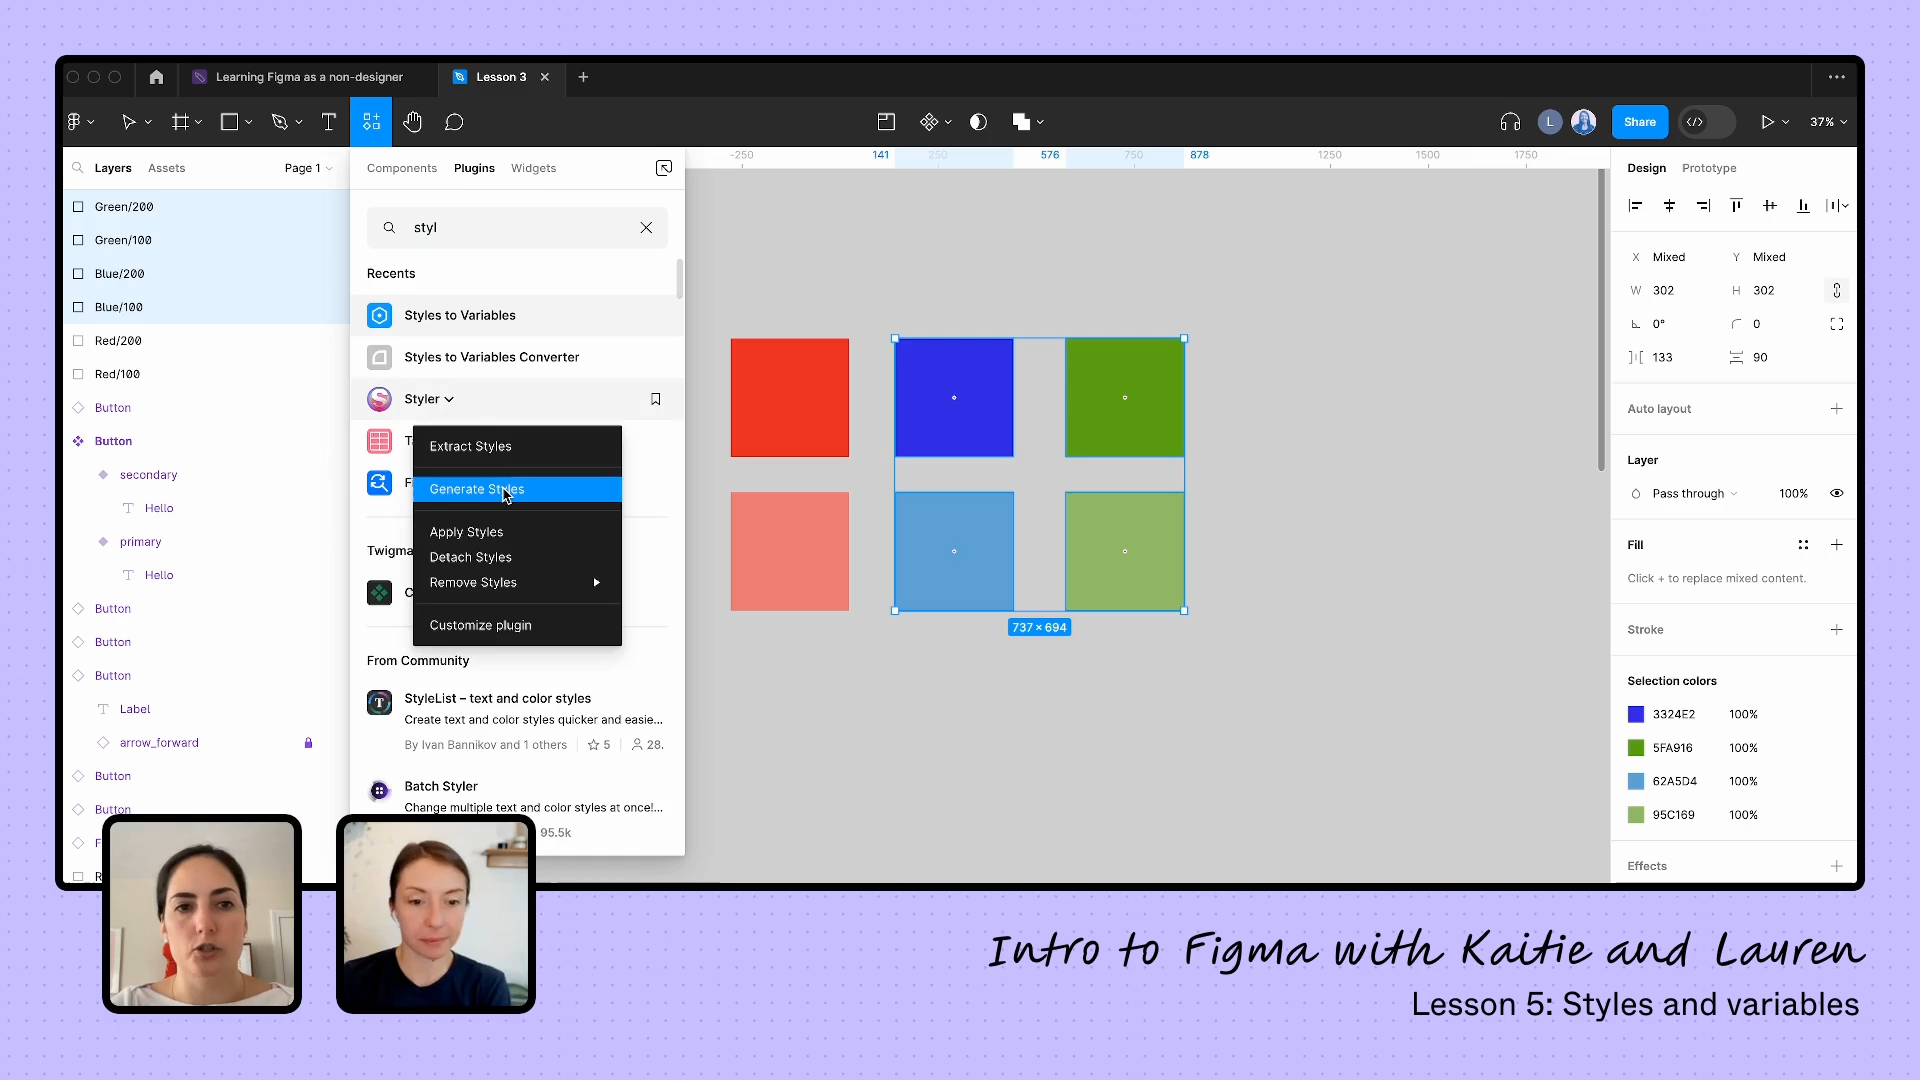 Learning Figma as a non-designer
Lesson 3
L
Share
37%
Layers
Assets
Page 1
Green/200
Green/100
Blue/200
Blue/100
Red/200
Red/100
Button
Button
secondary
Hello
primary
Hello
Button
Button
Button
Label
arrow_forward
Button
Button
F
R
Components
Plugins
Widgets
styl
Recents
Styles to Variables
Styles to Variables Converter
Styler
Extract Styles
Generate Styles
Apply Styles
Detach Styles
Remove Styles
Customize plugin
From Community
StyleList – text and color styles
Create text and color styles quicker and easie...
By Ivan Bannikov and 1 others
5
28.
Batch Styler
Change multiple text and color styles at once!...
95.5k
-250
141
250
576
750
878
1250
1500
1750
737 × 694
Design
Prototype
X Mixed
Y Mixed
W 302
H 302
0°
0
133
90
Auto layout
Layer
Pass through
100%
Fill
Click + to replace mixed content.
Stroke
Selection colors
3324E2 100%
5FA916 100%
62A5D4 100%
95C169 100%
Effects
Intro to Figma with Kaitie and Lauren
Lesson 5: Styles and variables